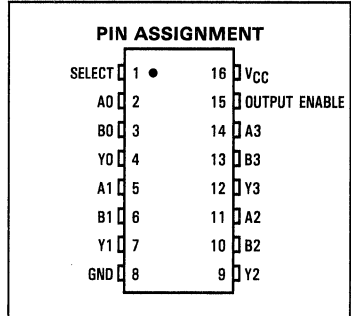 PIN ASSIGNMENT
SELECT 1 16 VCC
A0 2 15 OUTPUT ENABLE
B0 3 14 A3
Y0 4 13 B3
A1 5 12 Y3
B1 6 11 A2
Y1 7 10 B2
GND 8 9 Y2